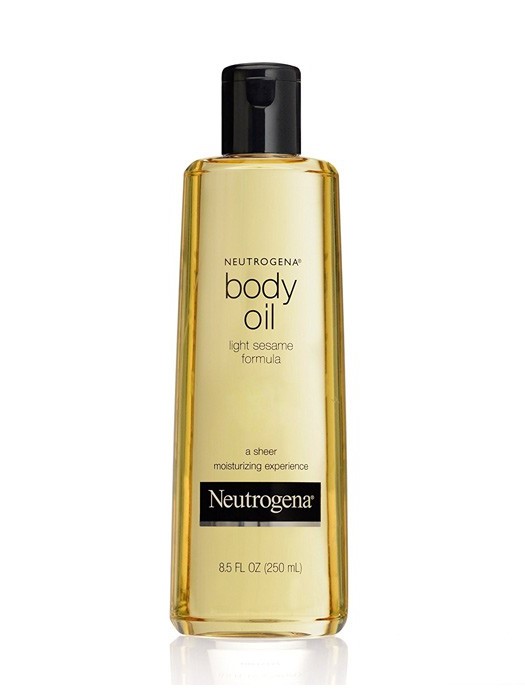 NEUTROGENA®
body
oil
light sesame
formula
a sheer
moisturizing experience
Neutrogena®
8.5 FL OZ (250 mL)